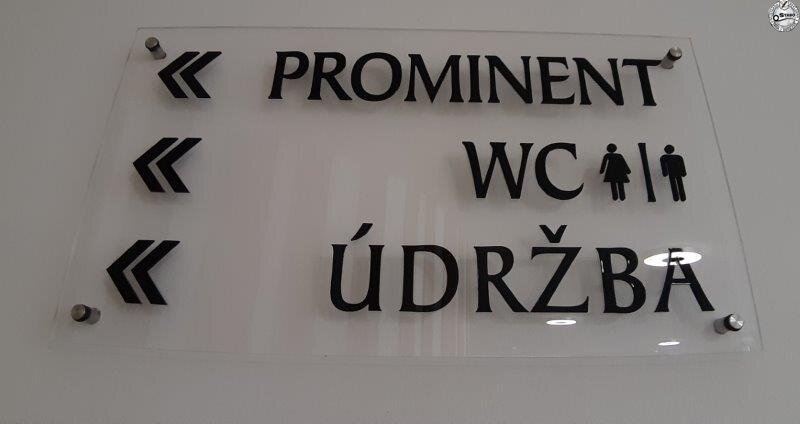 PROMINENT
WC
ÚDRŽBA